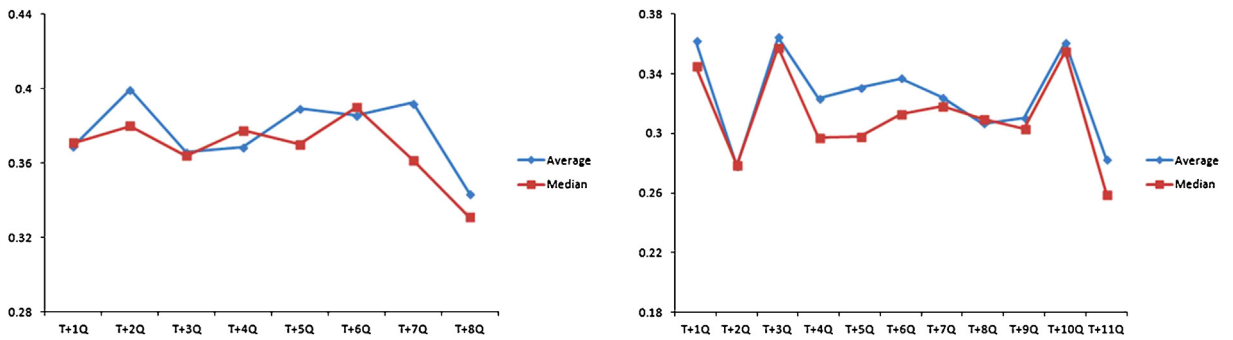 0.44
0.4
0.36
0.32
0.28
T+1Q T+2Q T+3Q T+4Q T+5Q T+6Q T+7Q T+8Q
Average
Median
0.38
0.34
0.3
0.26
0.22
0.18
T+1Q T+2Q T+3Q T+4Q T+5Q T+6Q T+7Q T+8Q T+9Q T+10Q T+11Q
Average
Median